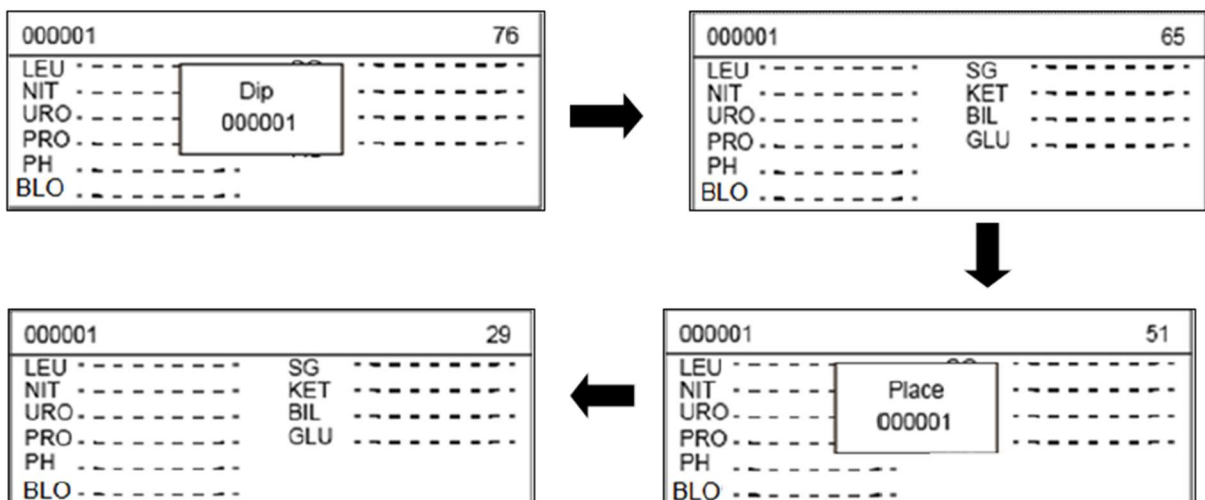 000001 76
LEU
NIT
URO
PRO
PH
BLO
Dip
000001
000001 65
LEU SG
NIT KET
URO BIL
PRO GLU
PH
BLO
000001 29
LEU SG
NIT KET
URO BIL
PRO GLU
PH
BLO
000001 51
LEU
NIT
URO
PRO
PH
BLO
Place
000001